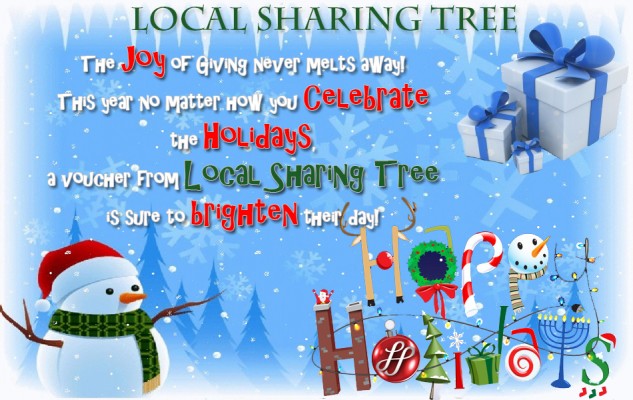 LOCAL SHARING TREE
The Joy of Giving never melts away!
This year no matter how you Celebrate
the Holidays,
a voucher from Local Sharing Tree
is sure to brighten their day!
Happy
Holidays